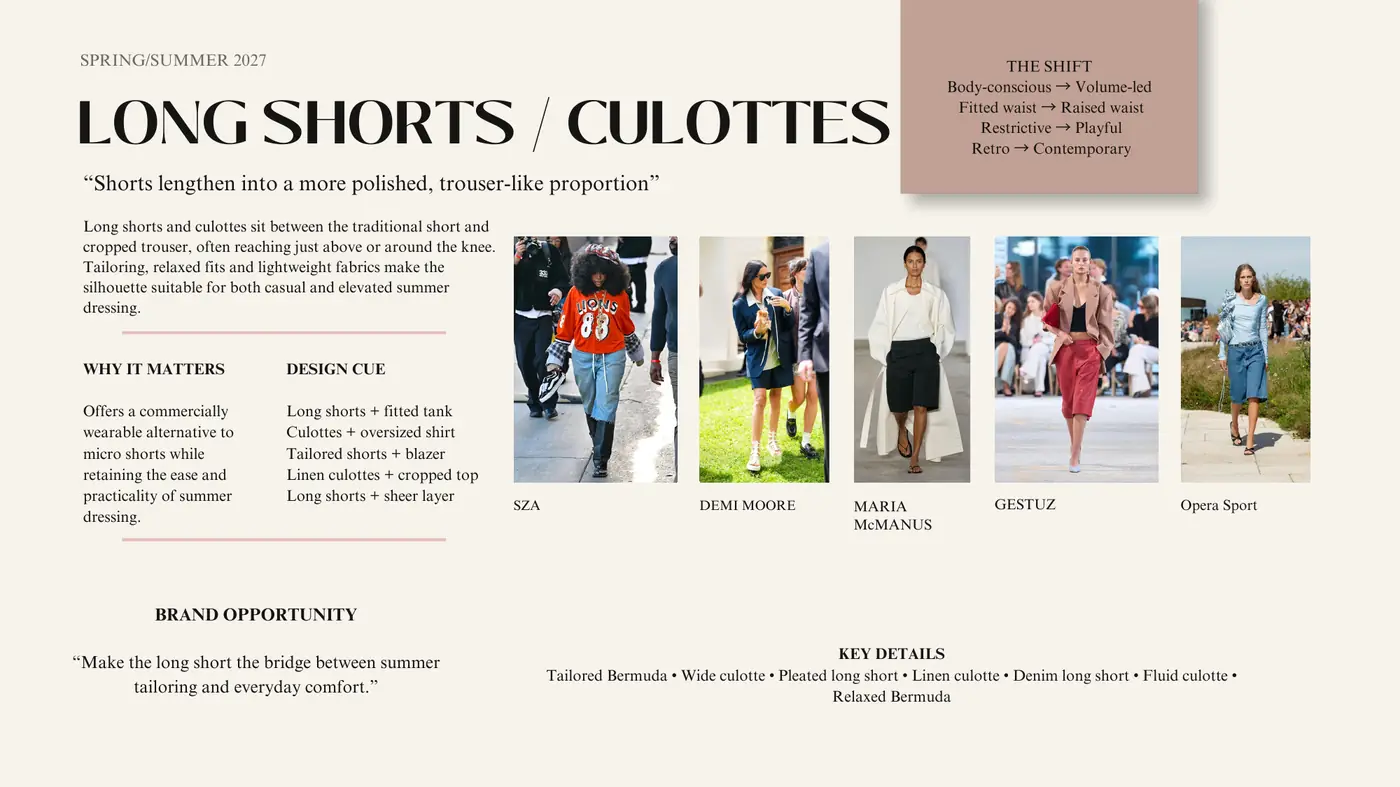 SPRING/SUMMER 2027
LONG SHORTS / CULOTTES
“Shorts lengthen into a more polished, trouser-like proportion”
THE SHIFT
Body-conscious → Volume-led
Fitted waist → Raised waist
Restrictive → Playful
Retro → Contemporary
Long shorts and culottes sit between the traditional short and
cropped trouser, often reaching just above or around the knee.
Tailoring, relaxed fits and lightweight fabrics make the
silhouette suitable for both casual and elevated summer
dressing.
WHY IT MATTERS
Offers a commercially
wearable alternative to
micro shorts while
retaining the ease and
practicality of summer
dressing.
DESIGN CUE
Long shorts + fitted tank
Culottes + oversized shirt
Tailored shorts + blazer
Linen culottes + cropped top
Long shorts + sheer layer
LIONS
88
SZA
DEMI MOORE
MARIA
McMANUS
GESTUZ
Opera Sport
BRAND OPPORTUNITY
“Make the long short the bridge between summer
tailoring and everyday comfort.”
KEY DETAILS
Tailored Bermuda • Wide culotte • Pleated long short • Linen culotte • Denim long short • Fluid culotte •
Relaxed Bermuda